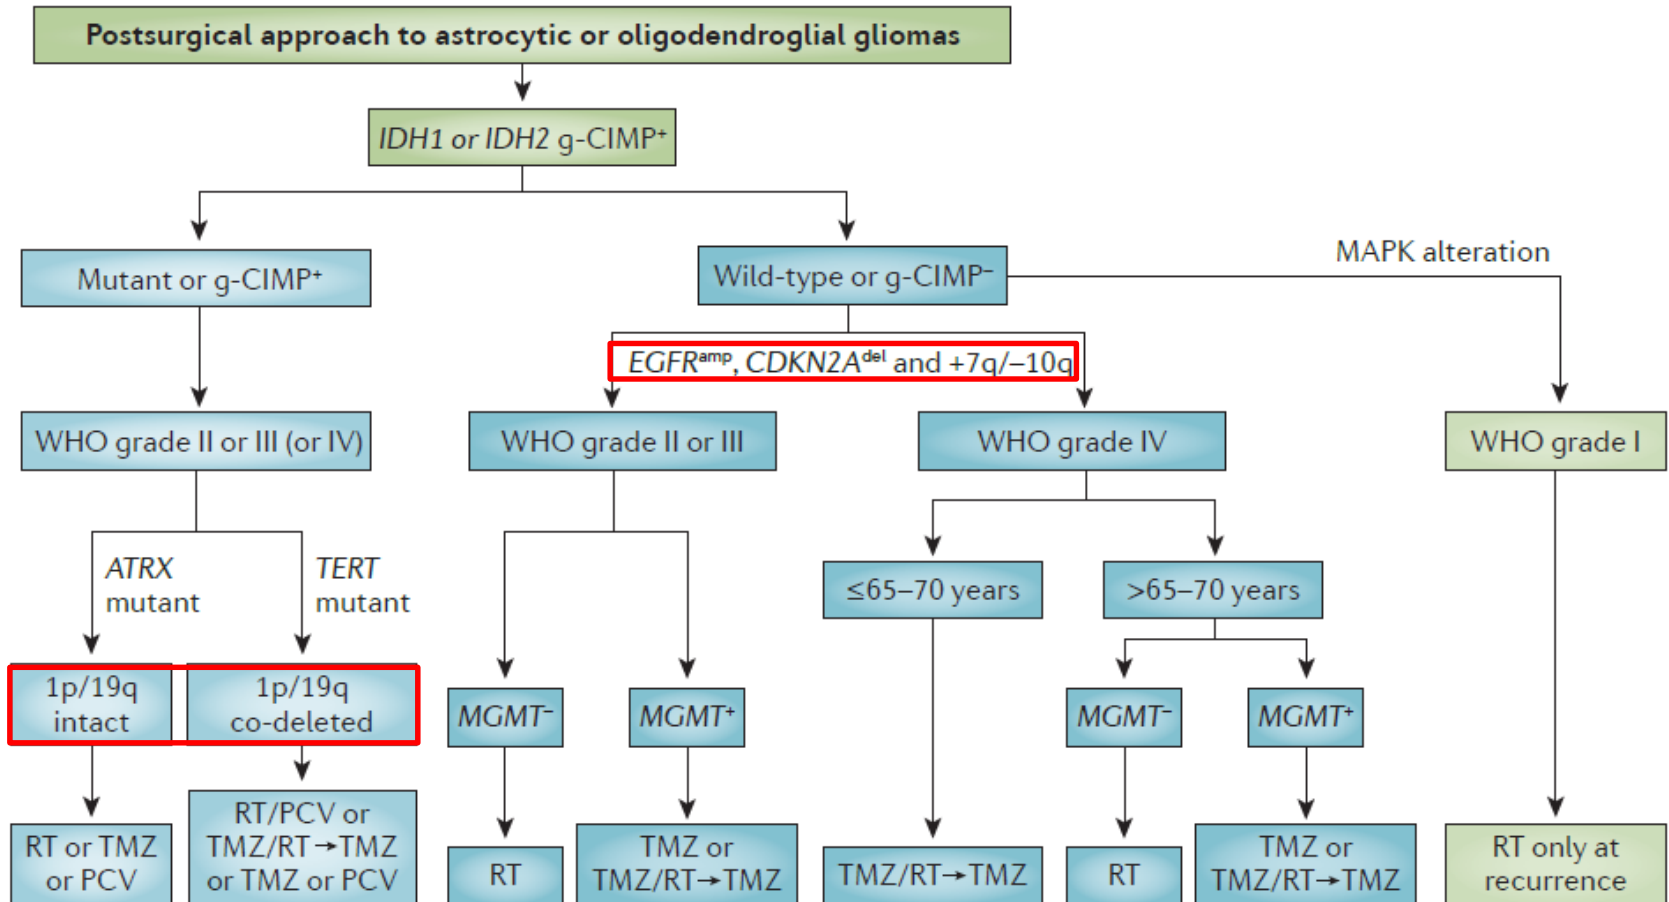 Postsurgical approach to astrocytic or oligodendroglial gliomas
IDH1 or IDH2 g-CIMP⁺
Mutant or g-CIMP⁺
Wild-type or g-CIMP⁻
MAPK alteration
EGFRᵃᵐᵖ, CDKN2Aᵈᵉˡ and +7q/–10q
WHO grade II or III (or IV)
WHO grade II or III
WHO grade IV
WHO grade I
ATRX
mutant
TERT
mutant
≤65–70 years
>65–70 years
1p/19q
intact
1p/19q
co-deleted
MGMT⁻
MGMT⁺
MGMT⁻
MGMT⁺
RT or TMZ
or PCV
RT/PCV or
TMZ/RT→TMZ
or TMZ or PCV
RT
TMZ or
TMZ/RT→TMZ
TMZ/RT→TMZ
RT
TMZ or
TMZ/RT→TMZ
RT only at
recurrence